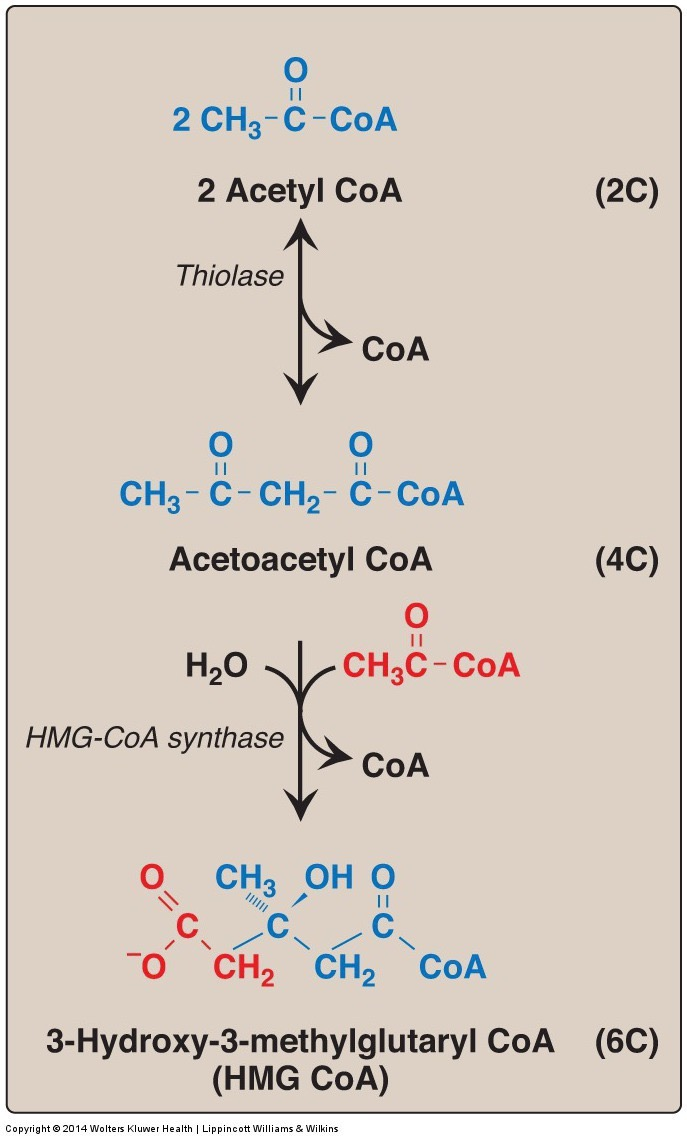 O
2 CH₃–C–CoA
2 Acetyl CoA (2C)
Thiolase
CoA
O O
CH₃–C–CH₂–C–CoA
Acetoacetyl CoA (4C)
O
H₂O CH₃C–CoA
HMG-CoA synthase
CoA
O CH₃ OH O
C C C
⁻O CH₂ CH₂ CoA
3-Hydroxy-3-methylglutaryl CoA (6C)
(HMG CoA)
Copyright © 2014 Wolters Kluwer Health | Lippincott Williams & Wilkins